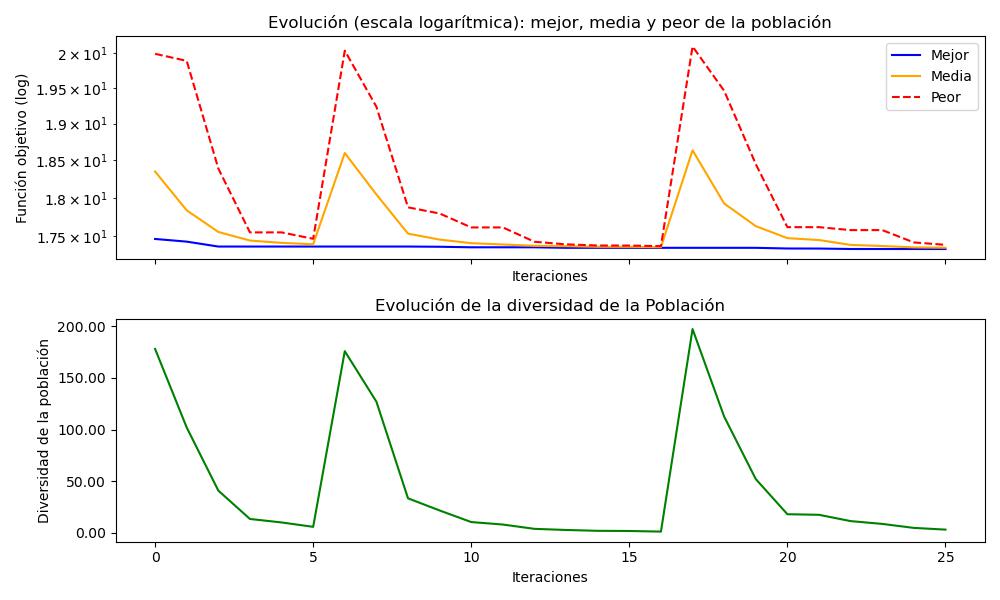 Evolución (escala logarítmica): mejor, media y peor de la población
Función objetivo (log)
2 × 10¹
1.95 × 10¹
1.9 × 10¹
1.85 × 10¹
1.8 × 10¹
1.75 × 10¹
Mejor
Media
Peor
Iteraciones
Evolución de la diversidad de la Población
Diversidad de la población
200.00
150.00
100.00
50.00
0.00
0 5 10 15 20 25
Iteraciones